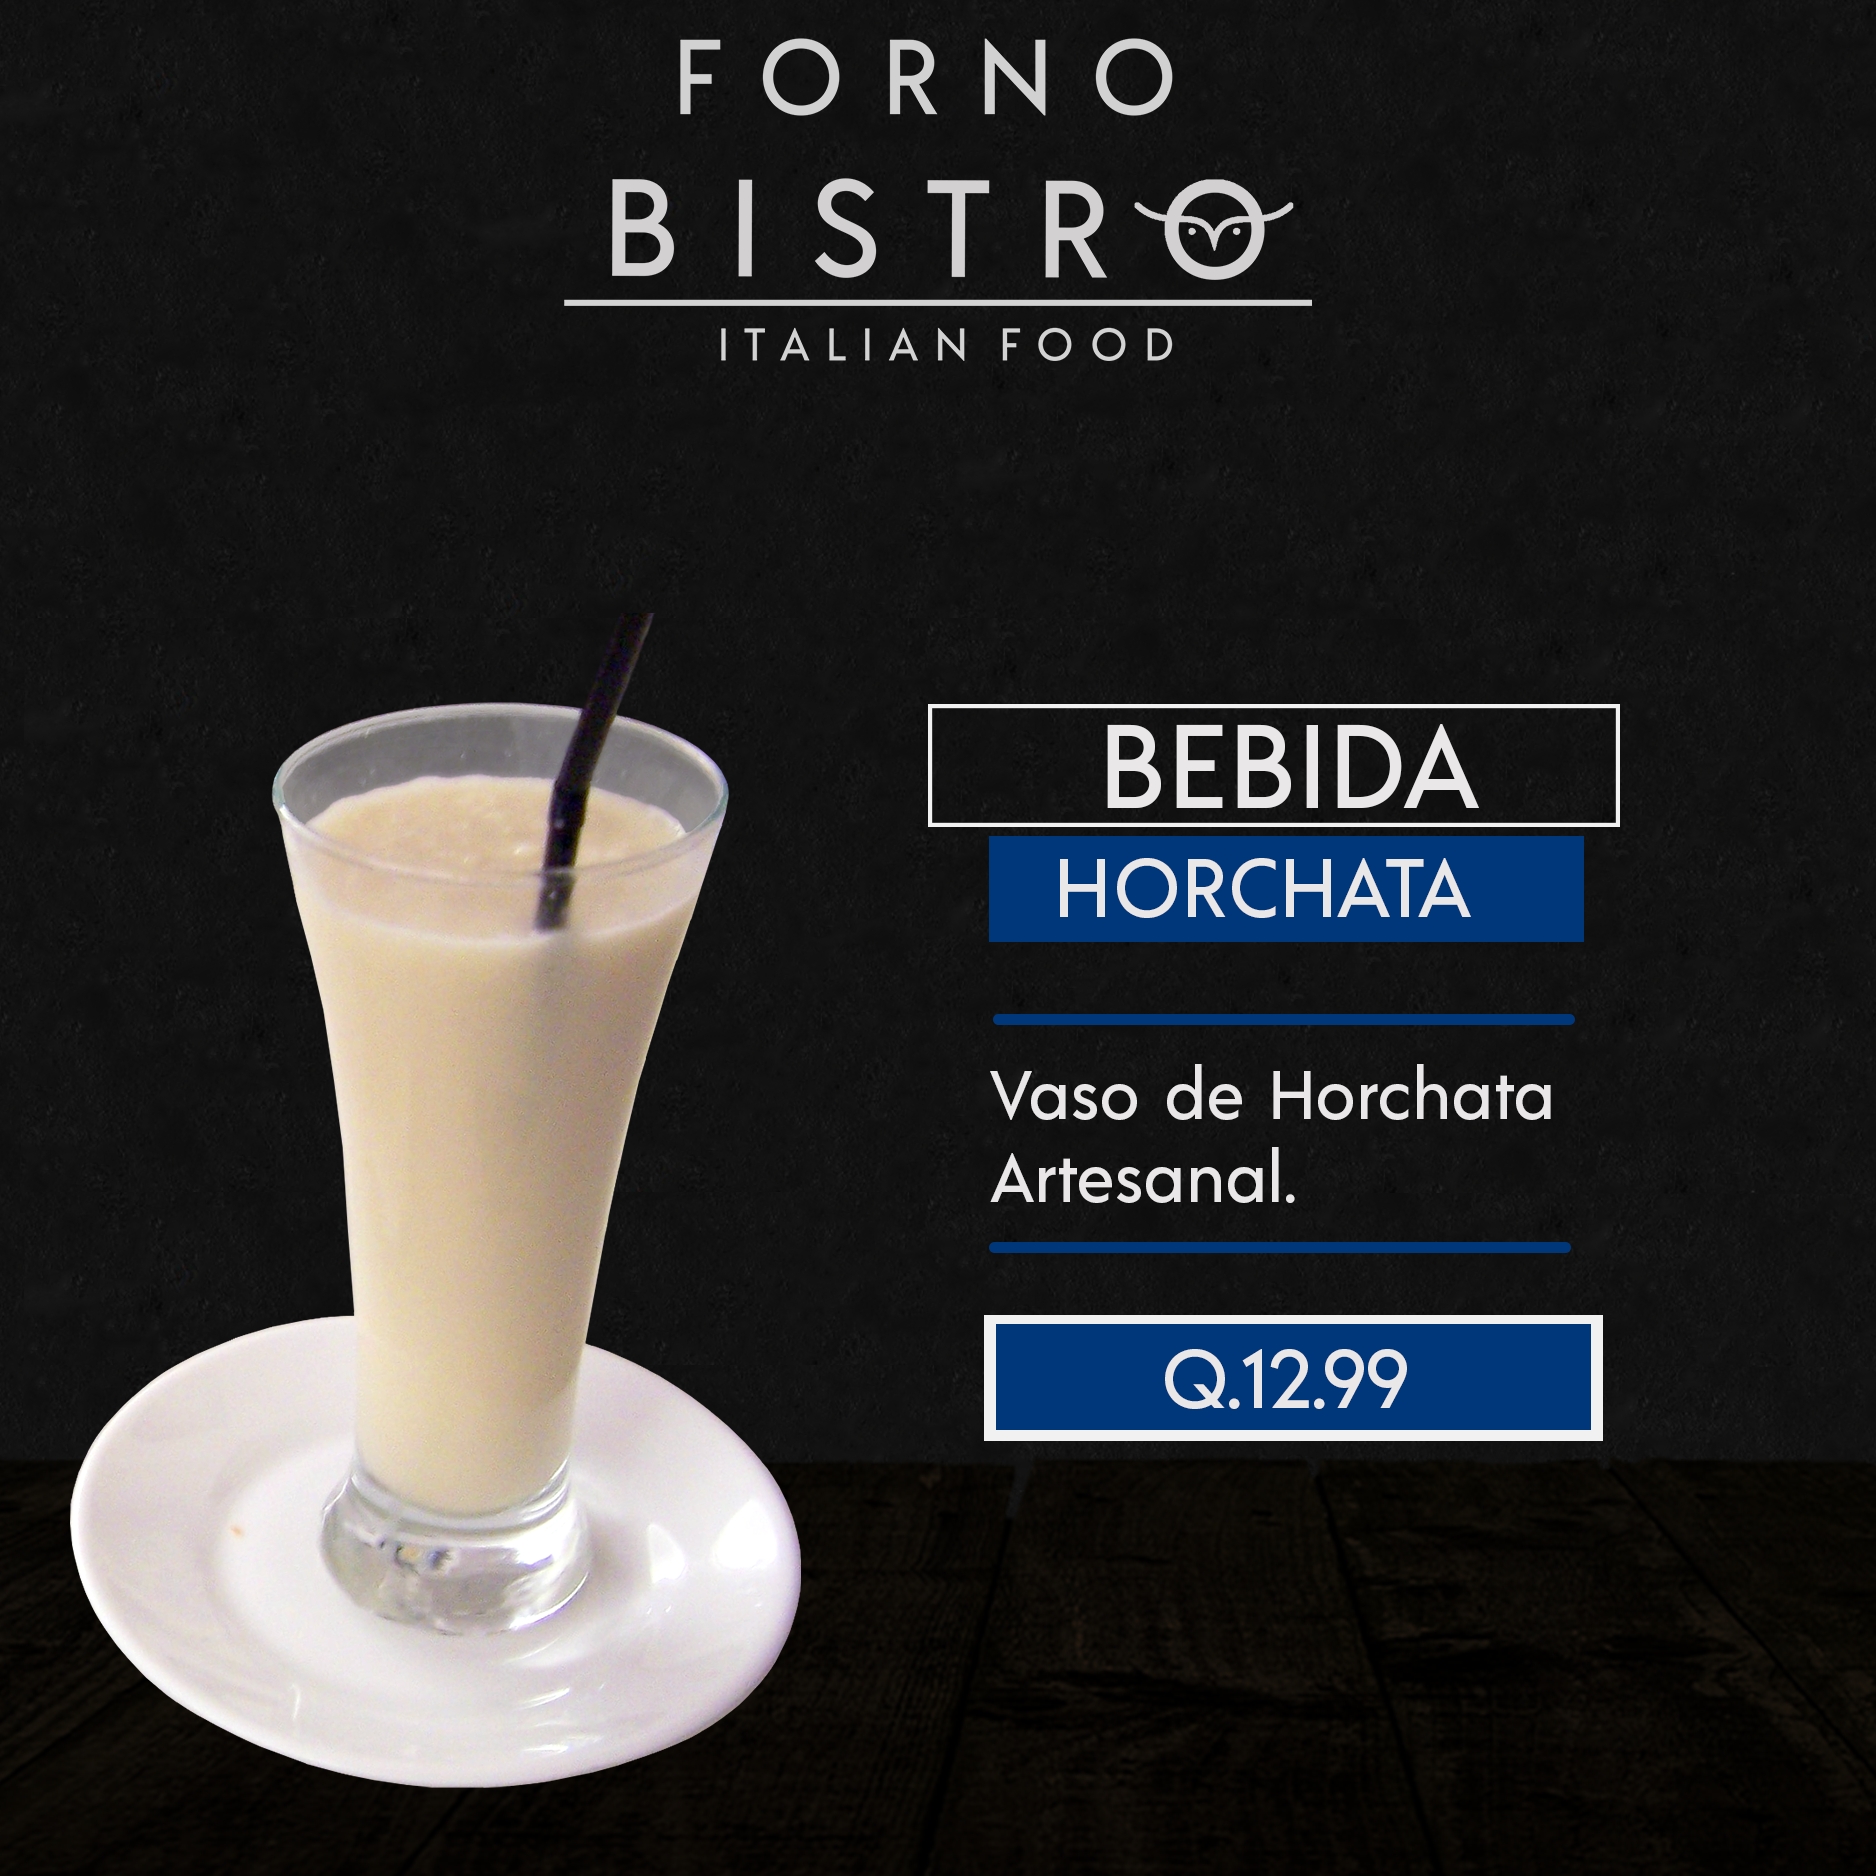 FORNO
BISTRO
ITALIAN FOOD
BEBIDA
HORCHATA
Vaso de Horchata
Artesanal.
Q.12.99